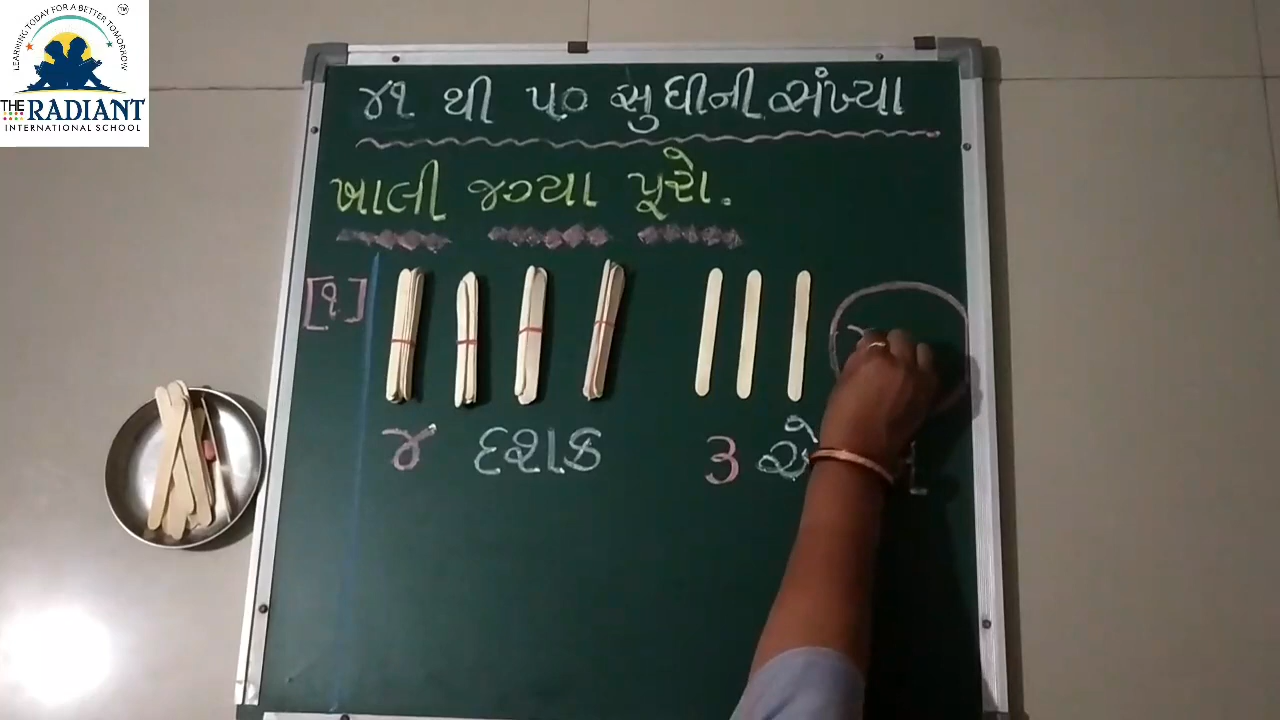 LEARNING TODAY FOR A BETTER TOMORROW
THE RADIANT
INTERNATIONAL SCHOOL
૪૧ થી ૫૦ સુધીની સંખ્યા
ખાલી જગ્યા પૂરો.
[૧]
૪ દશક ૩